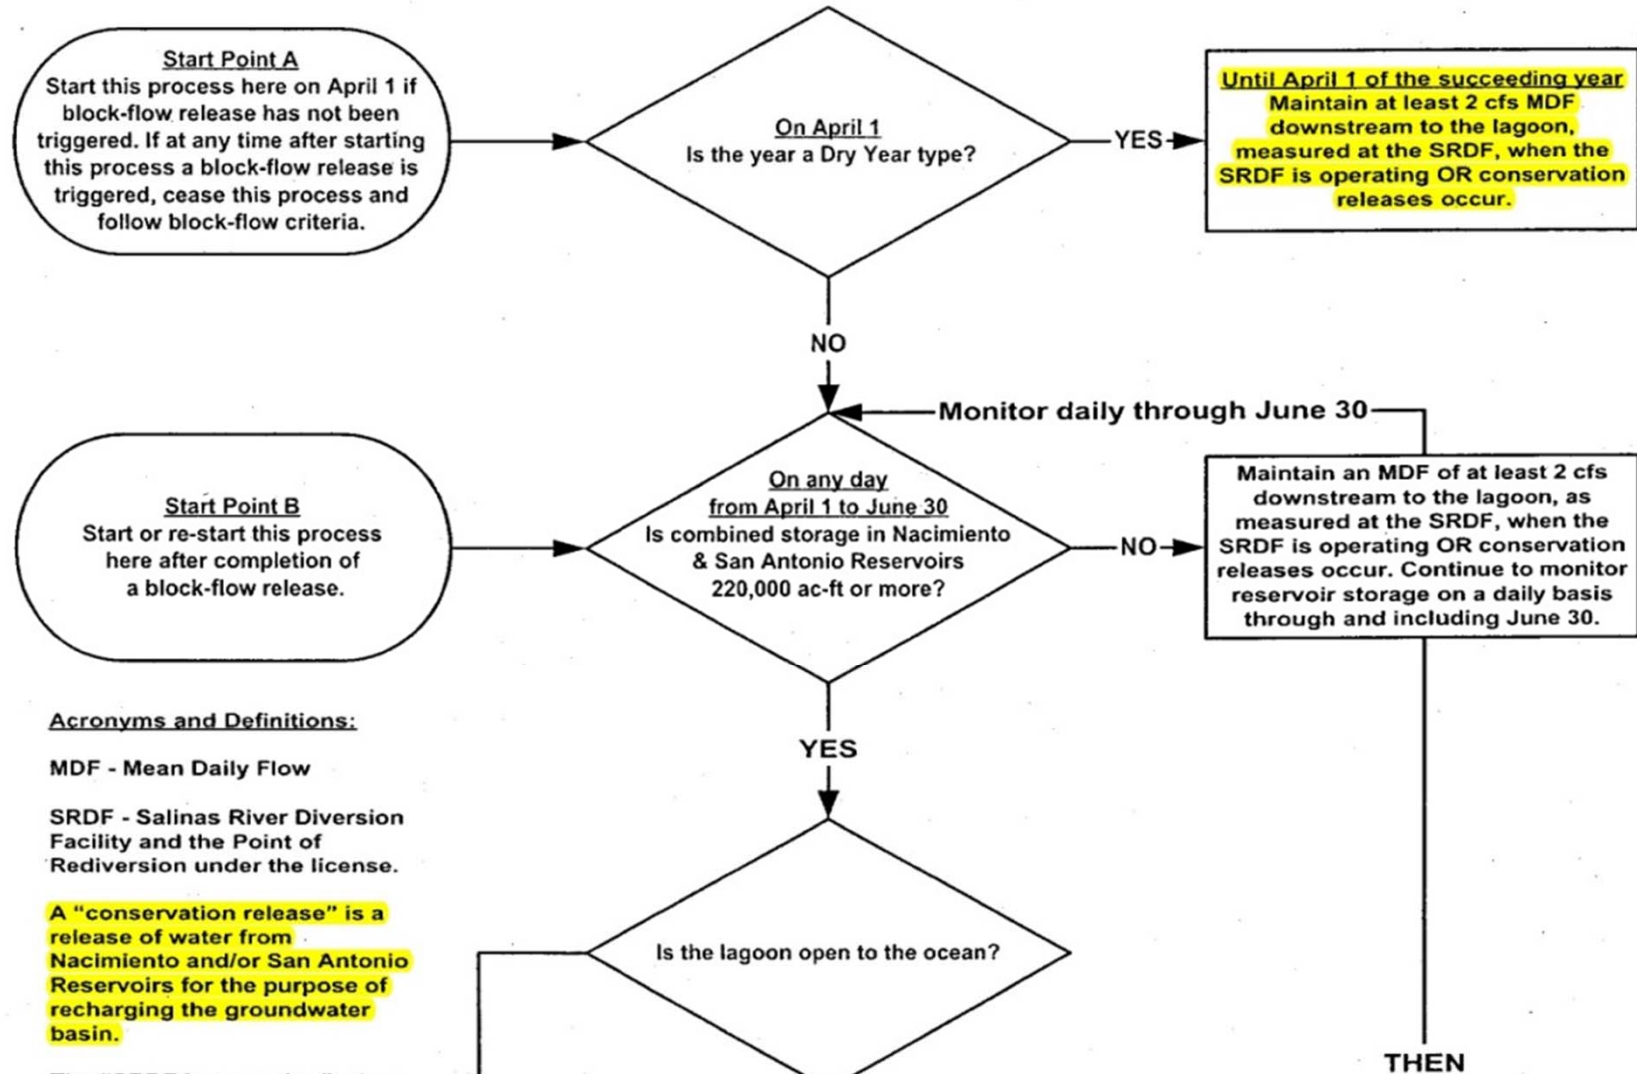 Start Point A
Start this process here on April 1 if
block-flow release has not been
triggered. If at any time after starting
this process a block-flow release is
triggered, cease this process and
follow block-flow criteria.
On April 1
Is the year a Dry Year type?
YES
Until April 1 of the succeeding year
Maintain at least 2 cfs MDF
downstream to the lagoon,
measured at the SRDF, when the
SRDF is operating OR conservation
releases occur.
NO
Monitor daily through June 30
Start Point B
Start or re-start this process
here after completion of
a block-flow release.
On any day
from April 1 to June 30
Is combined storage in Nacimiento
& San Antonio Reservoirs
220,000 ac-ft or more?
NO
Maintain an MDF of at least 2 cfs
downstream to the lagoon, as
measured at the SRDF, when the
SRDF is operating OR conservation
releases occur. Continue to monitor
reservoir storage on a daily basis
through and including June 30.
YES
Acronyms and Definitions:
MDF - Mean Daily Flow
SRDF - Salinas River Diversion
Facility and the Point of
Rediversion under the license.
A “conservation release” is a
release of water from
Nacimiento and/or San Antonio
Reservoirs for the purpose of
recharging the groundwater
basin.
Is the lagoon open to the ocean?
THEN